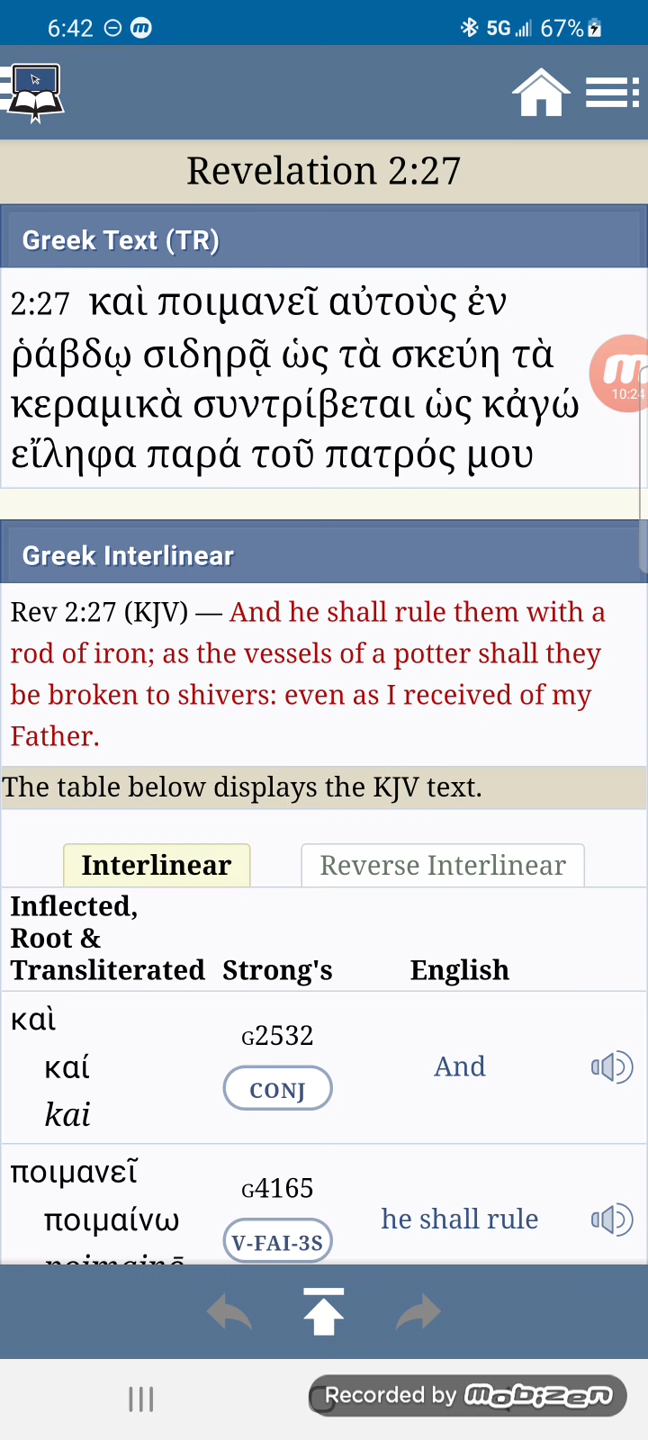 6:42 5G 67%
Revelation 2:27
Greek Text (TR)
2:27 καὶ ποιμανεῖ αὐτοὺς ἐν
ῥάβδῳ σιδηρᾷ ὡς τὰ σκεύη τὰ
κεραμικὰ συντρίβεται ὡς κἀγώ
10:24
εἴληφα παρά τοῦ πατρός μου
Greek Interlinear
Rev 2:27 (KJV) — And he shall rule them with a
rod of iron; as the vessels of a potter shall they
be broken to shivers: even as I received of my
Father.
The table below displays the KJV text.
Interlinear Reverse Interlinear
Inflected,
Root &
Transliterated Strong's English
καὶ
G2532
καί And
CONJ
kai
ποιμανεῖ
G4165
ποιμαίνω he shall rule
V-FAI-3S
poimainō
Recorded by mobizen